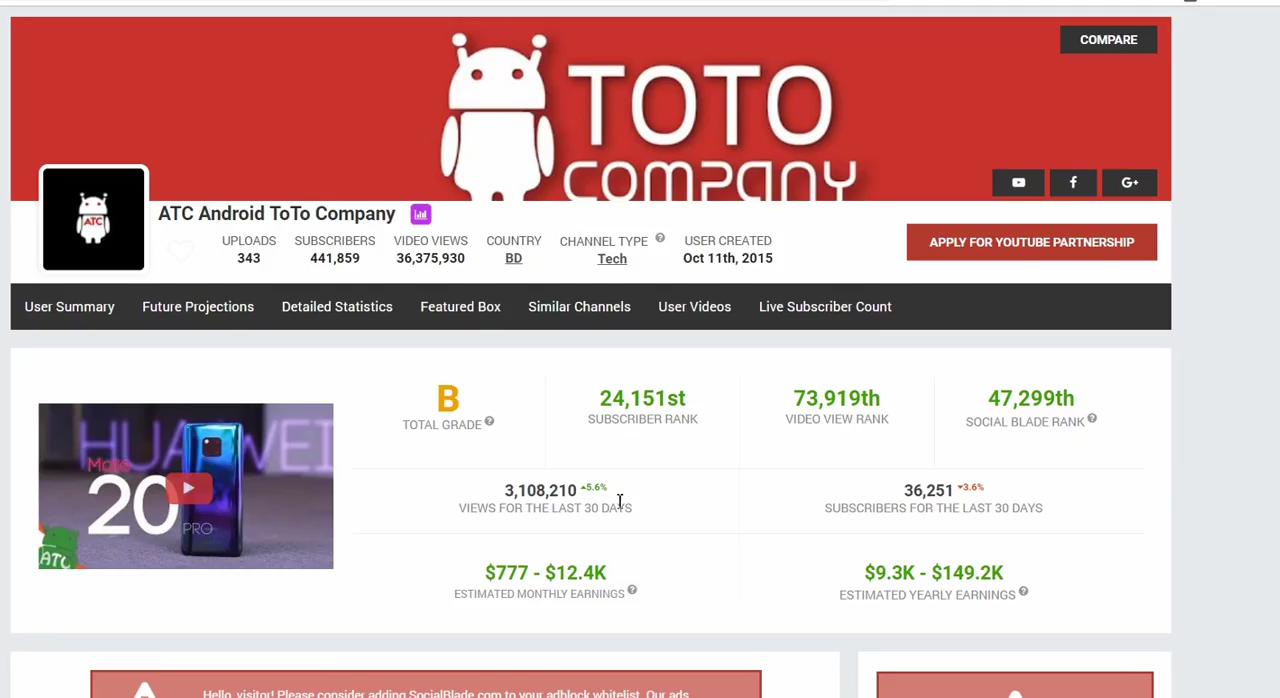 COMPARE
TOTO
COMPANY
ATC
ATC Android ToTo Company
UPLOADS
343
SUBSCRIBERS
441,859
VIDEO VIEWS
36,375,930
COUNTRY
BD
CHANNEL TYPE
Tech
USER CREATED
Oct 11th, 2015
G+
APPLY FOR YOUTUBE PARTNERSHIP
User Summary
Future Projections
Detailed Statistics
Featured Box
Similar Channels
User Videos
Live Subscriber Count
HUAWEI
Mate
20
PRO
ATC
B
TOTAL GRADE
24,151st
SUBSCRIBER RANK
73,919th
VIDEO VIEW RANK
47,299th
SOCIAL BLADE RANK
3,108,210 5.6%
VIEWS FOR THE LAST 30 DAYS
36,251 3.6%
SUBSCRIBERS FOR THE LAST 30 DAYS
$777 - $12.4K
ESTIMATED MONTHLY EARNINGS
$9.3K - $149.2K
ESTIMATED YEARLY EARNINGS
Hello, visitor! Please consider adding SocialBlade.com to your adblock whitelist. Our ads